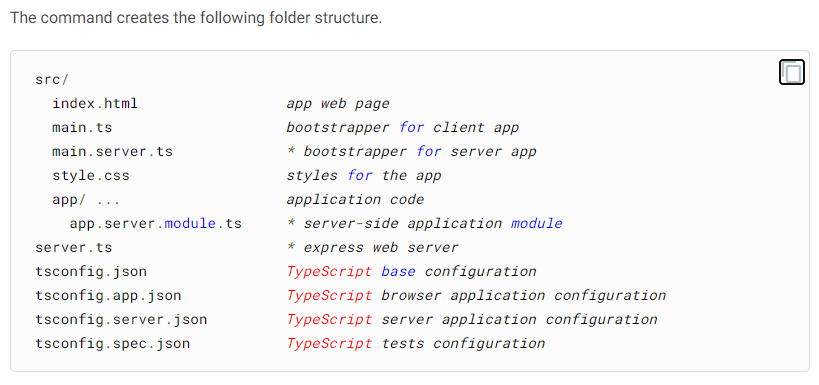 The command creates the following folder structure.
src/
index.html app web page
main.ts bootstrapper for client app
main.server.ts * bootstrapper for server app
style.css styles for the app
app/ ... application code
app.server.module.ts * server-side application module
server.ts * express web server
tsconfig.json TypeScript base configuration
tsconfig.app.json TypeScript browser application configuration
tsconfig.server.json TypeScript server application configuration
tsconfig.spec.json TypeScript tests configuration